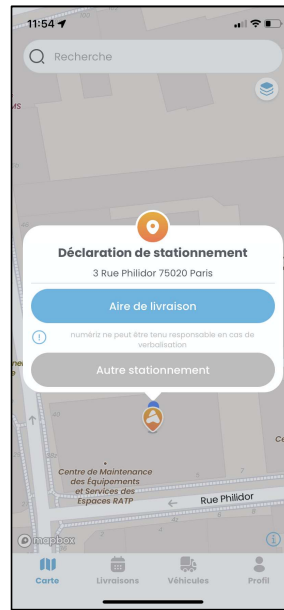 11:54
Recherche
Déclaration de stationnement
3 Rue Philidor 75020 Paris
Aire de livraison
numériz ne peut être tenu responsable en cas de
verbalisation
Autre stationnement
Centre de Maintenance
des Équipements
et Services des
Espaces RATP
Rue Philidor
mapbox
Carte
Livraisons
Véhicules
Profil